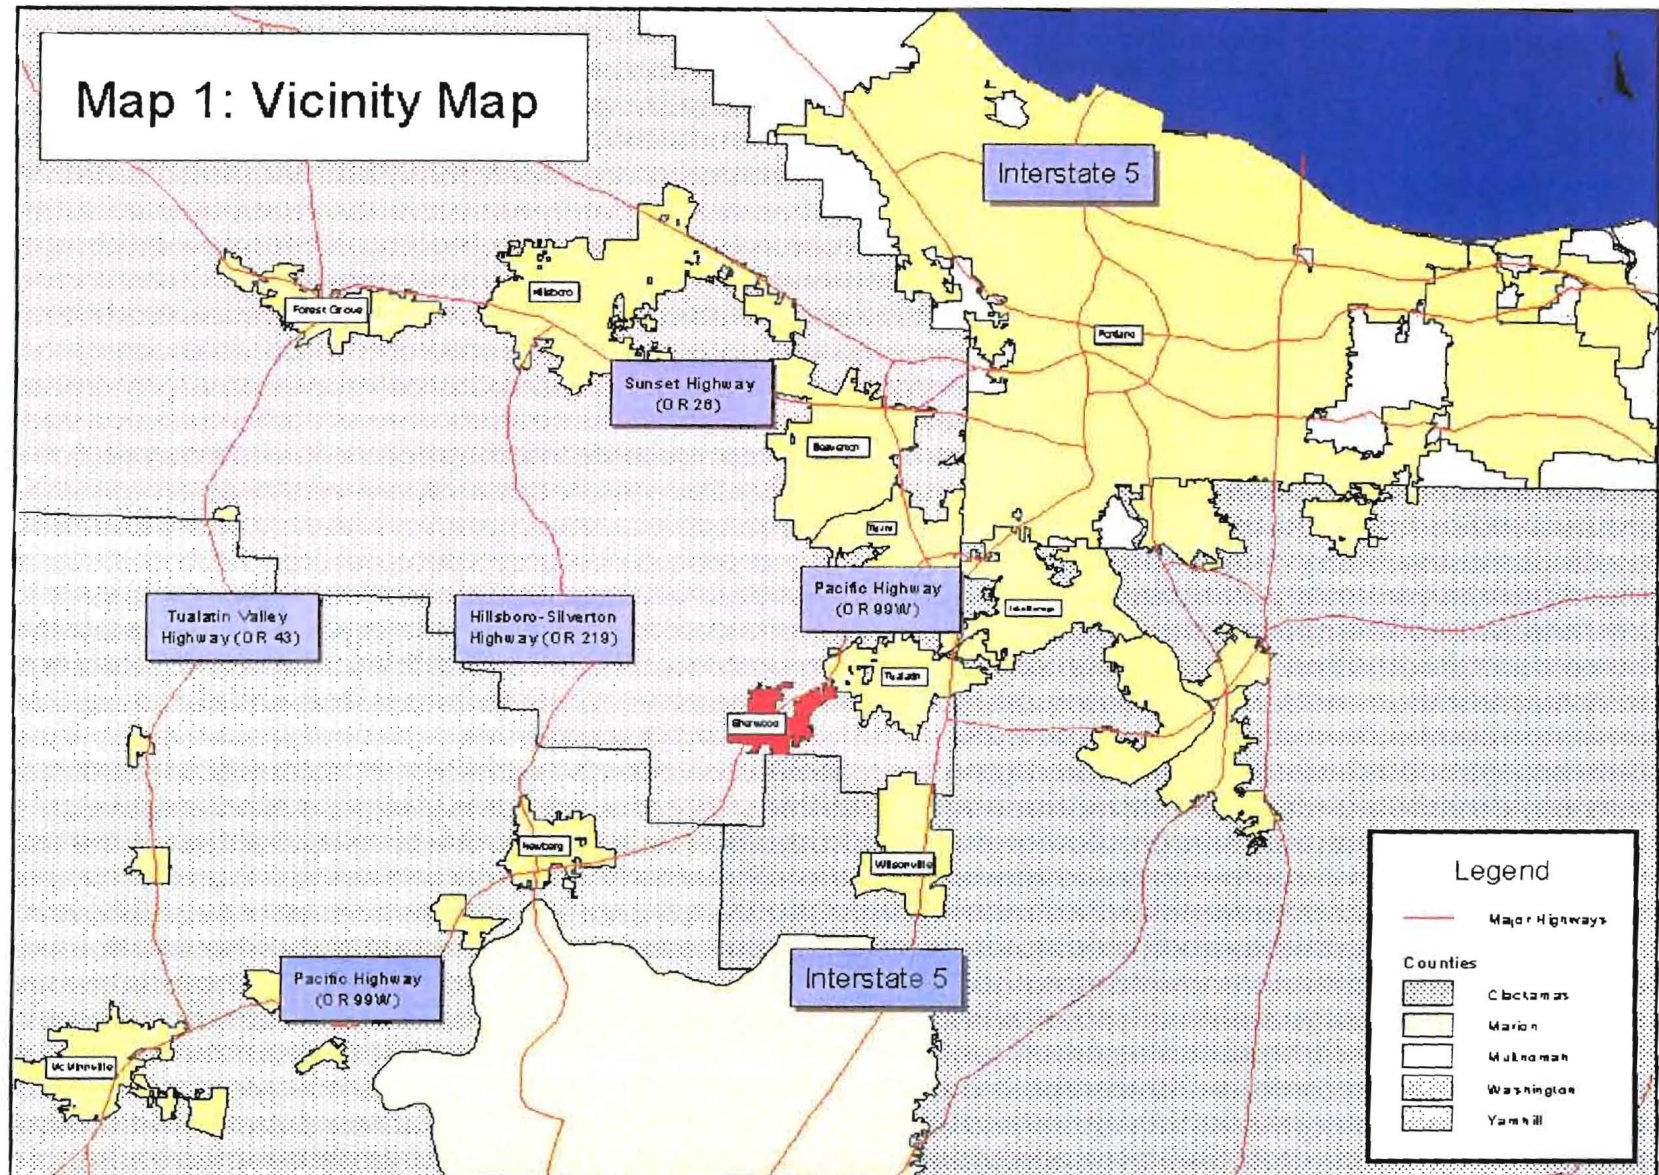 Map 1: Vicinity Map
Interstate 5
Forest Grove
Hillsboro
Portland
Sunset Highway
(OR 26)
Beaverton
Tigard
Pacific Highway
(OR 99W)
Tualatin Valley
Highway (OR 43)
Hillsboro-Silverton
Highway (OR 219)
Lake Oswego
Tualatin
Sherwood
Newberg
Wilsonville
Pacific Highway
(OR 99W)
Interstate 5
McMinnville
Legend
Major Highways
Counties
Clackamas
Marion
Multnomah
Washington
Yamhill